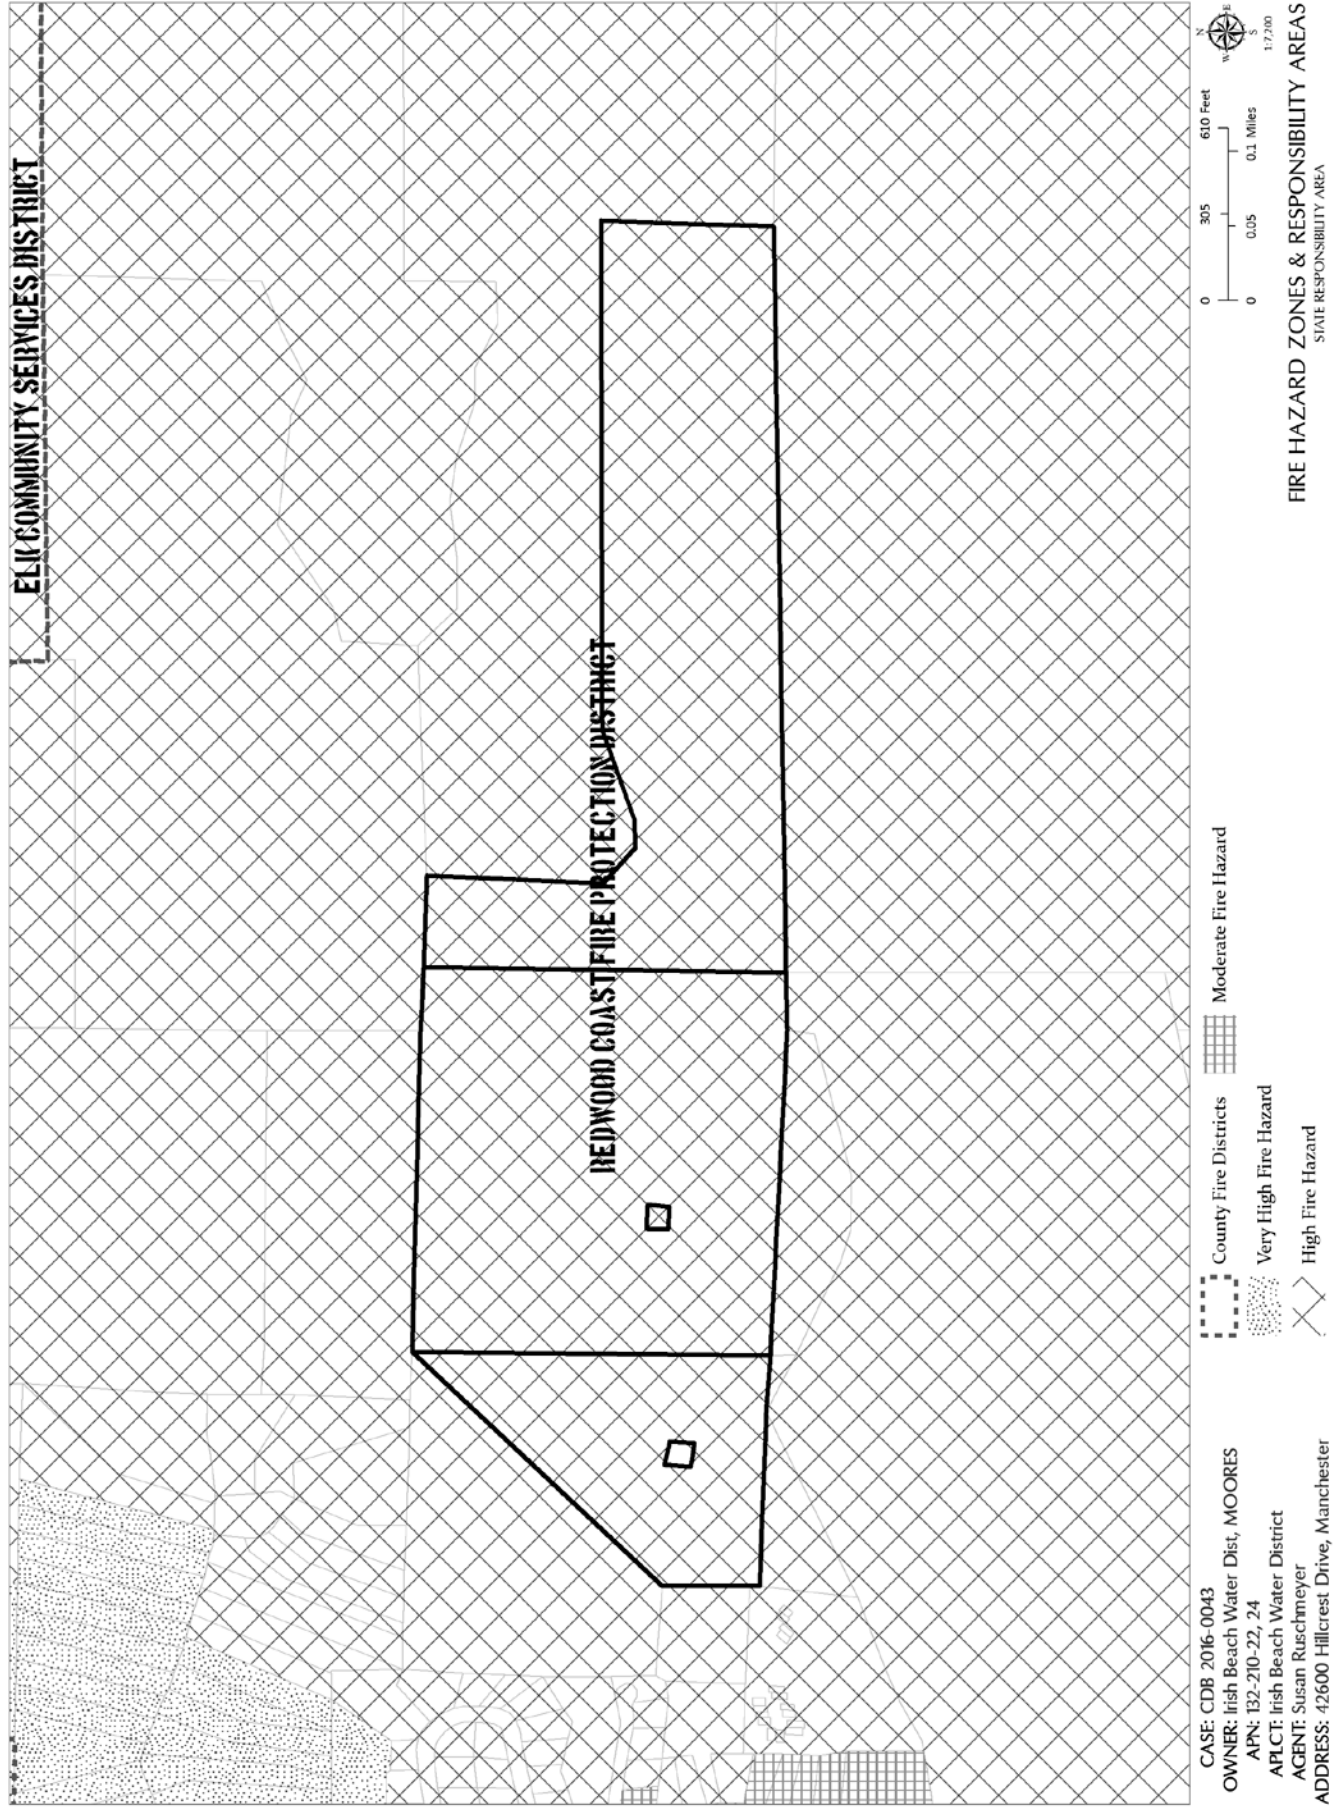 ELK COMMUNITY SERVICES DISTRICT
REDWOOD COAST FIRE PROTECTION DISTRICT
CASE: CDB 2016-0043
OWNER: Irish Beach Water Dist, MOORES
APN: 132-210-22, 24
APLCT: Irish Beach Water District
AGENT: Susan Ruschmeyer
ADDRESS: 42600 Hillcrest Drive, Manchester
County Fire Districts
Very High Fire Hazard
High Fire Hazard
Moderate Fire Hazard
0 305 610 Feet
0 0.05 0.1 Miles
N
W E
S
1:7,200
FIRE HAZARD ZONES & RESPONSIBILITY AREAS
STATE RESPONSIBILITY AREA